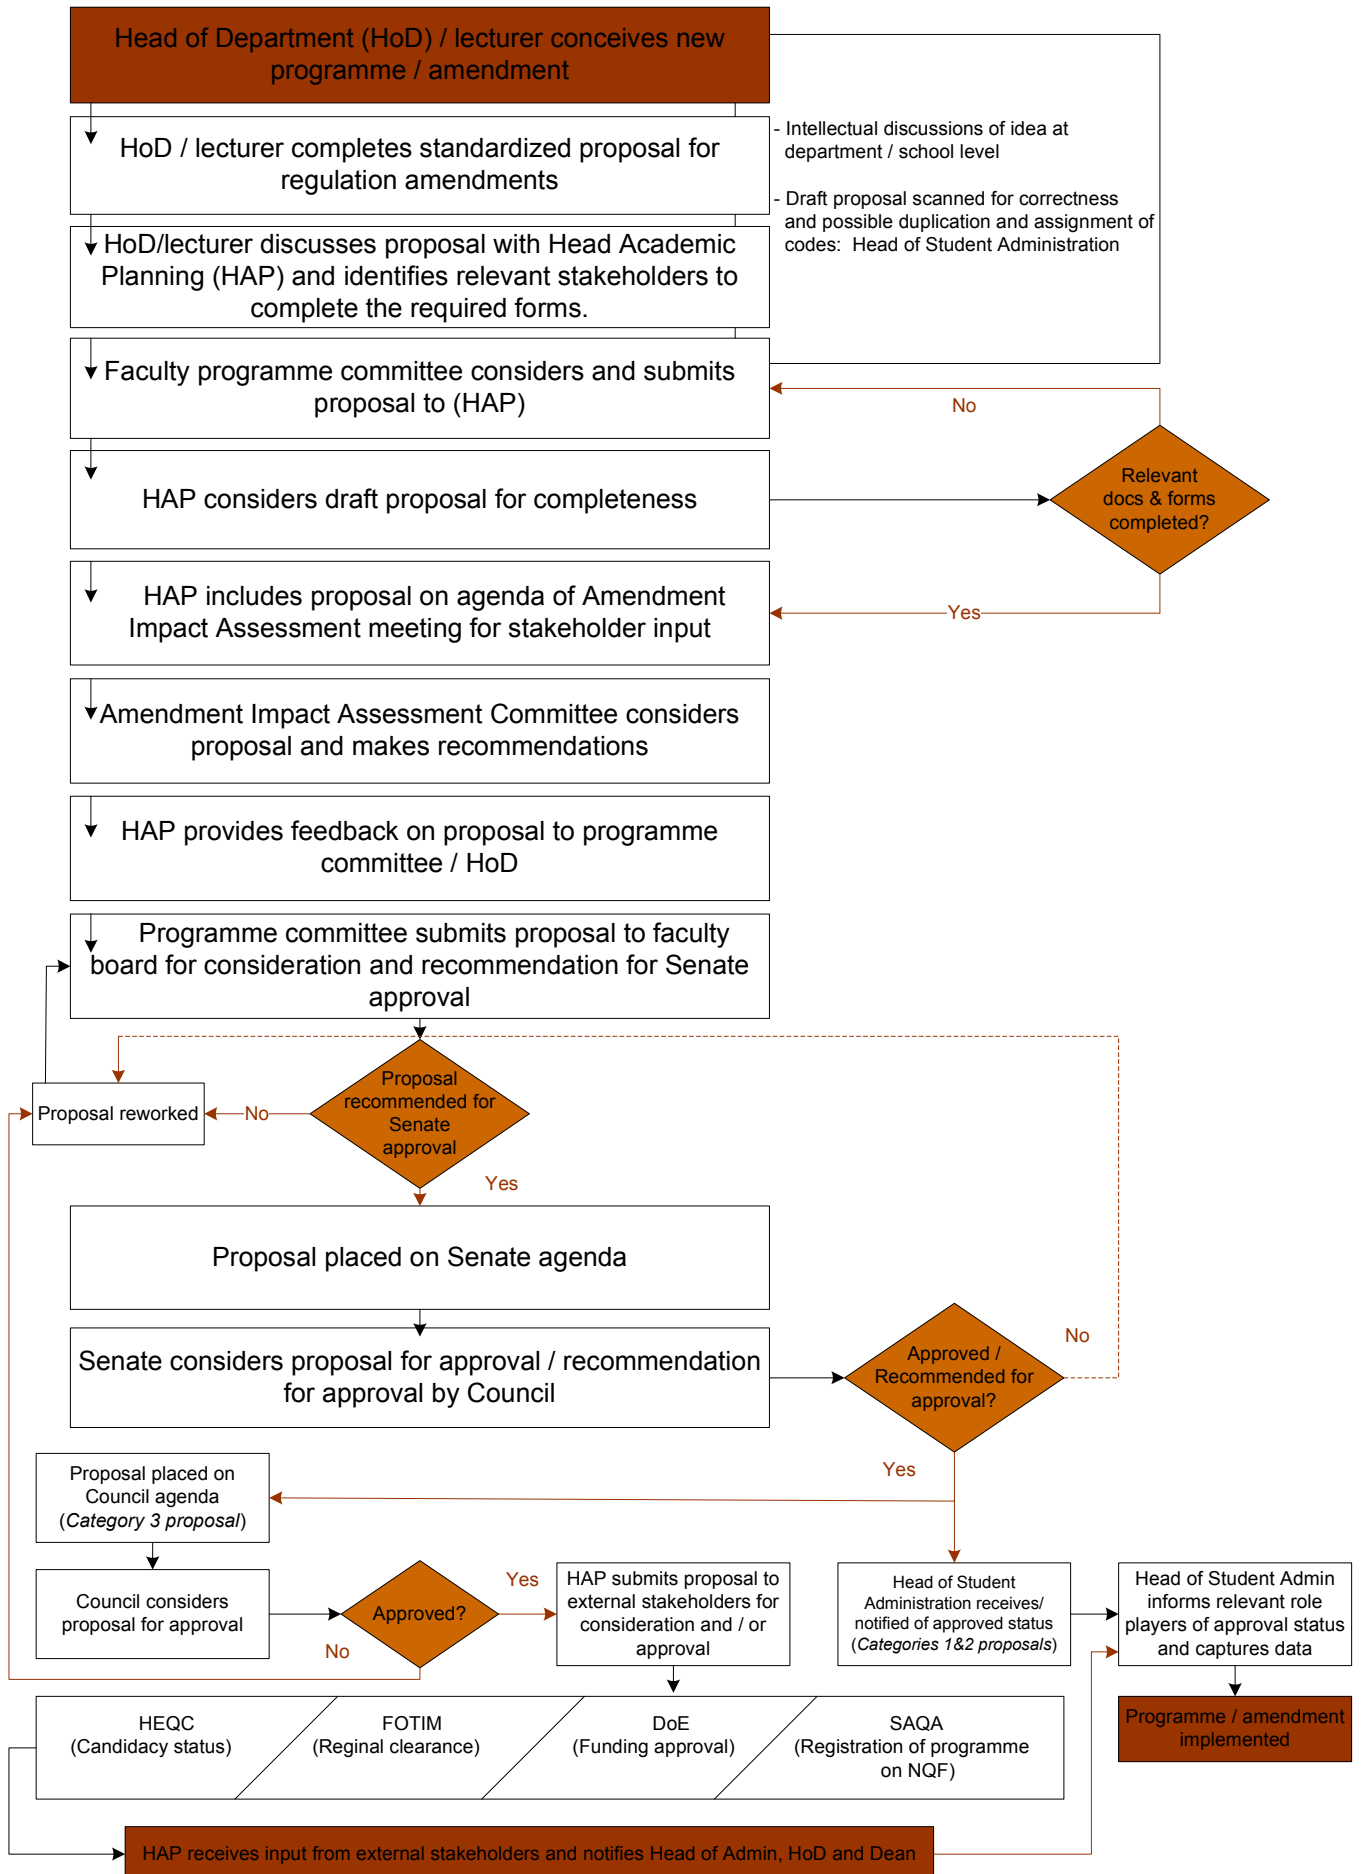 Head of Department (HoD) / lecturer conceives new
programme / amendment
HoD / lecturer completes standardized proposal for
regulation amendments
- Intellectual discussions of idea at
department / school level
- Draft proposal scanned for correctness
and possible duplication and assignment of
codes: Head of Student Administration
HoD/lecturer discusses proposal with Head Academic
Planning (HAP) and identifies relevant stakeholders to
complete the required forms.
Faculty programme committee considers and submits
proposal to (HAP)
No
HAP considers draft proposal for completeness
Relevant
docs & forms
completed?
HAP includes proposal on agenda of Amendment
Impact Assessment meeting for stakeholder input
Yes
Amendment Impact Assessment Committee considers
proposal and makes recommendations
HAP provides feedback on proposal to programme
committee / HoD
Programme committee submits proposal to faculty
board for consideration and recommendation for Senate
approval
Proposal reworked
No
Proposal
recommended for
Senate
approval
Yes
Proposal placed on Senate agenda
Senate considers proposal for approval / recommendation
for approval by Council
Approved /
Recommended for
approval?
No
Yes
Proposal placed on
Council agenda
(Category 3 proposal)
Council considers
proposal for approval
Approved?
Yes
No
HAP submits proposal to
external stakeholders for
consideration and / or
approval
Head of Student
Administration receives/
notified of approved status
(Categories 1&2 proposals)
Head of Student Admin
informs relevant role
players of approval status
and captures data
HEQC
(Candidacy status)
FOTIM
(Reginal clearance)
DoE
(Funding approval)
SAQA
(Registration of programme
on NQF)
Programme / amendment
implemented
HAP receives input from external stakeholders and notifies Head of Admin, HoD and Dean